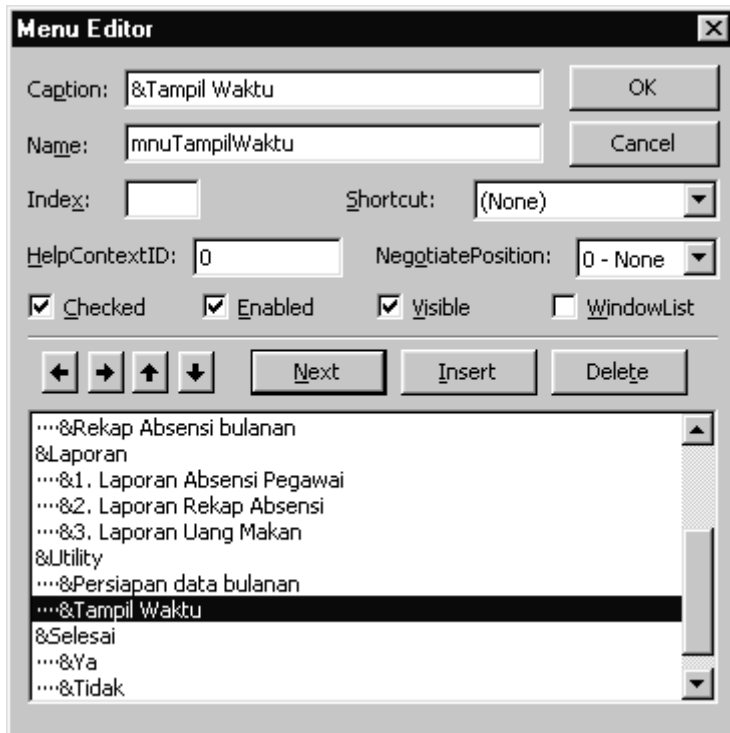 Menu Editor
Caption: &Tampil Waktu OK
Name: mnuTampilWaktu Cancel
Index: Shortcut: (None)
HelpContextID: 0 NegotiatePosition: 0 - None
Checked Enabled Visible WindowList
Next Insert Delete
····&Rekap Absensi bulanan
&Laporan
····&1. Laporan Absensi Pegawai
····&2. Laporan Rekap Absensi
····&3. Laporan Uang Makan
&Utility
····&Persiapan data bulanan
····&Tampil Waktu
&Selesai
····&Ya
····&Tidak